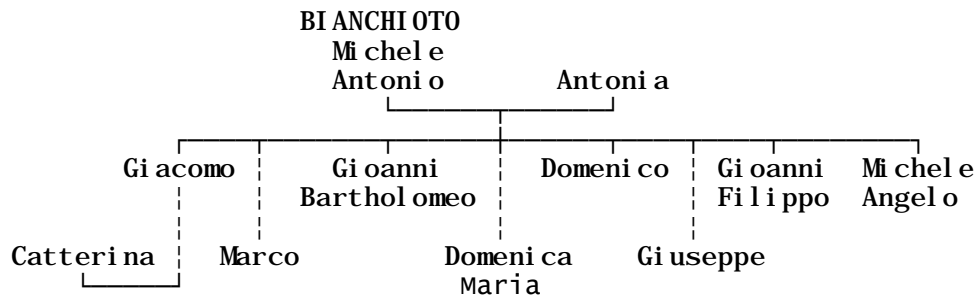 BIANCHIOTO
Michele
Antonio Antonia
Giacomo Gioanni Domenico Gioanni Michele
Bartholomeo Filippo Angelo
Catterina Marco Domenica Giuseppe
Maria